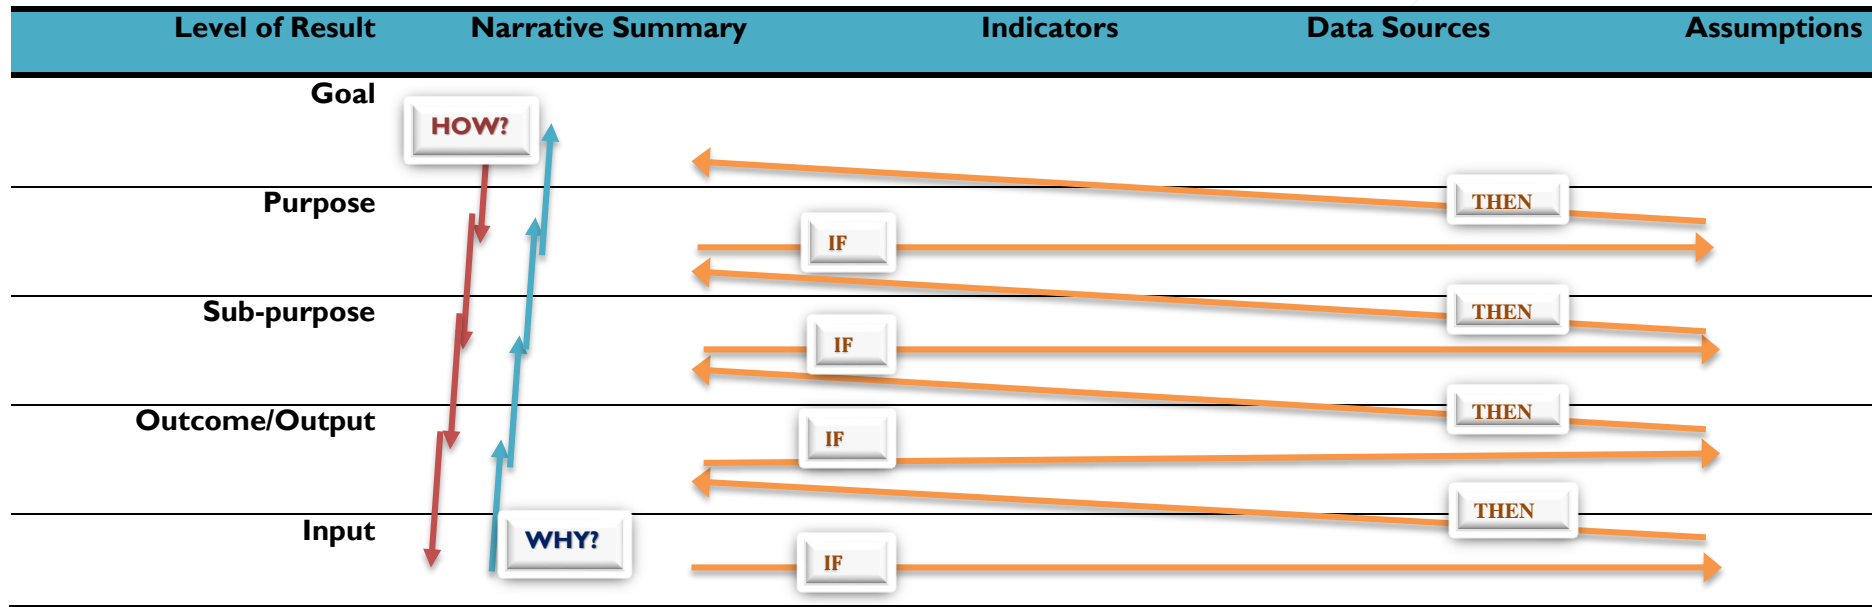 Level of Result Narrative Summary Indicators Data Sources Assumptions
Goal
HOW?
Purpose
THEN
IF
Sub-purpose
THEN
IF
Outcome/Output
THEN
IF
Input
THEN
WHY?
IF